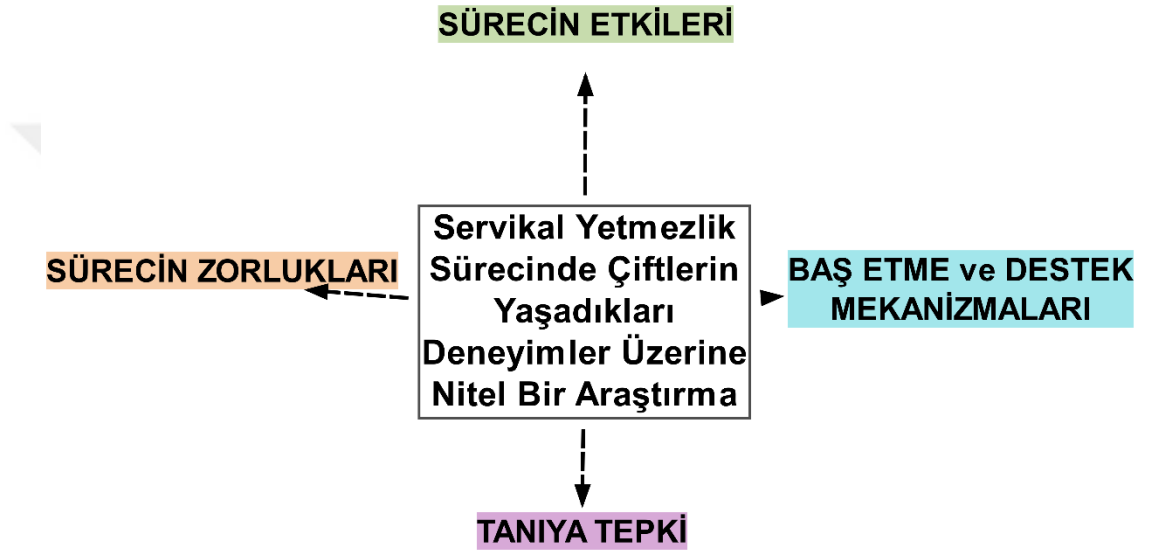 SÜRECİN ETKİLERİ
Servikal Yetmezlik
Sürecinde Çiftlerin
Yaşadıkları
Deneyimler Üzerine
Nitel Bir Araştırma
SÜRECİN ZORLUKLARI
BAŞ ETME ve DESTEK
MEKANİZMALARI
TANIYA TEPKİ